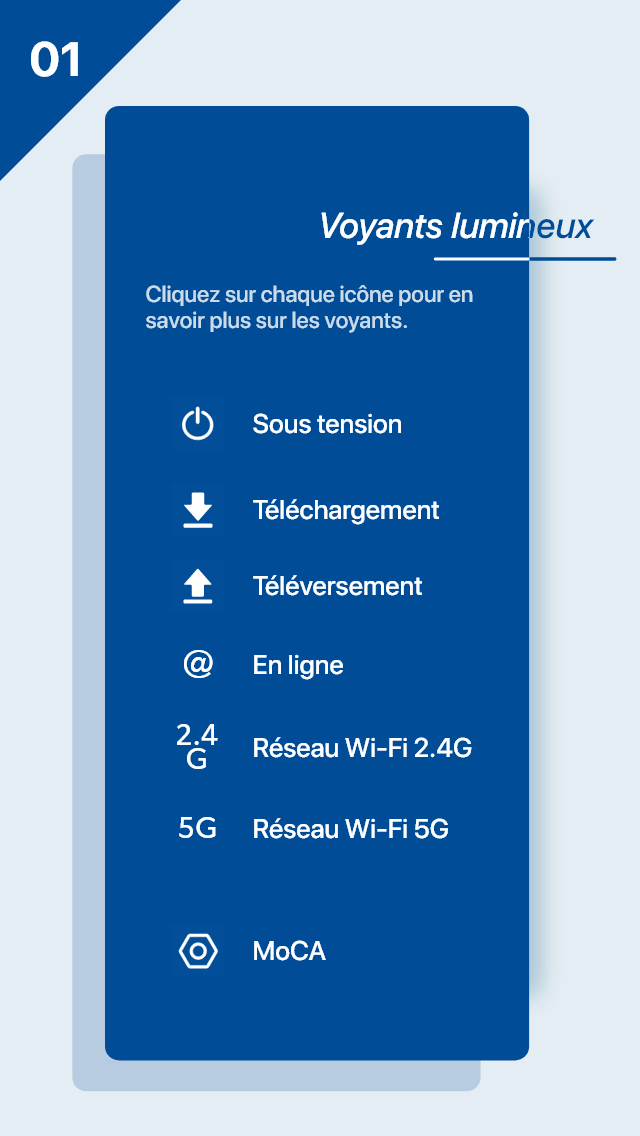 01
Voyants lumineux
Cliquez sur chaque icône pour en
savoir plus sur les voyants.
Sous tension
Téléchargement
Téléversement
@ En ligne
2.4
G
Réseau Wi-Fi 2.4G
5G Réseau Wi-Fi 5G
MoCA